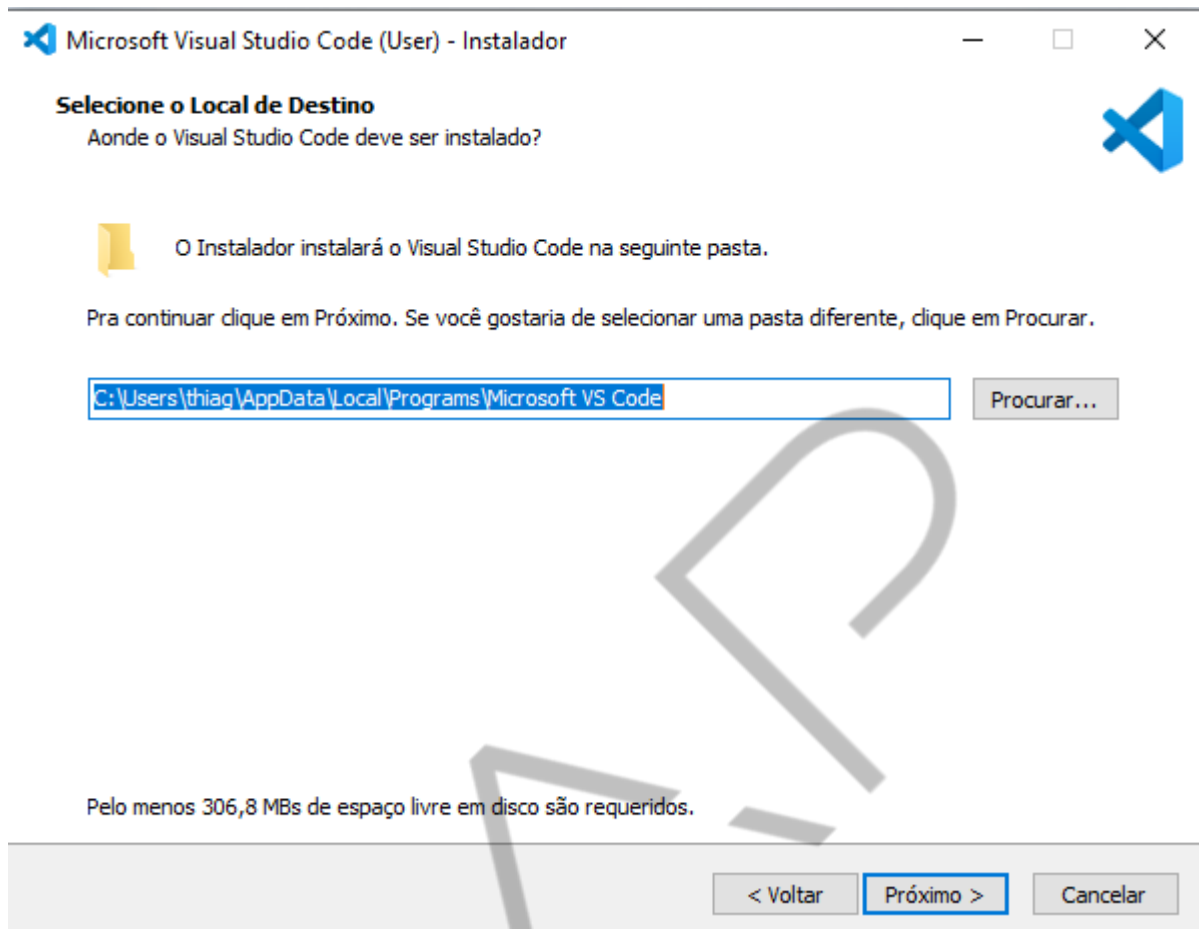 Microsoft Visual Studio Code (User) - Instalador
Selecione o Local de Destino
Aonde o Visual Studio Code deve ser instalado?
O Instalador instalará o Visual Studio Code na seguinte pasta.
Pra continuar clique em Próximo. Se você gostaria de selecionar uma pasta diferente, clique em Procurar.
C:\Users\thiag\AppData\Local\Programs\Microsoft VS Code
Procurar...
Pelo menos 306,8 MBs de espaço livre em disco são requeridos.
< Voltar
Próximo >
Cancelar